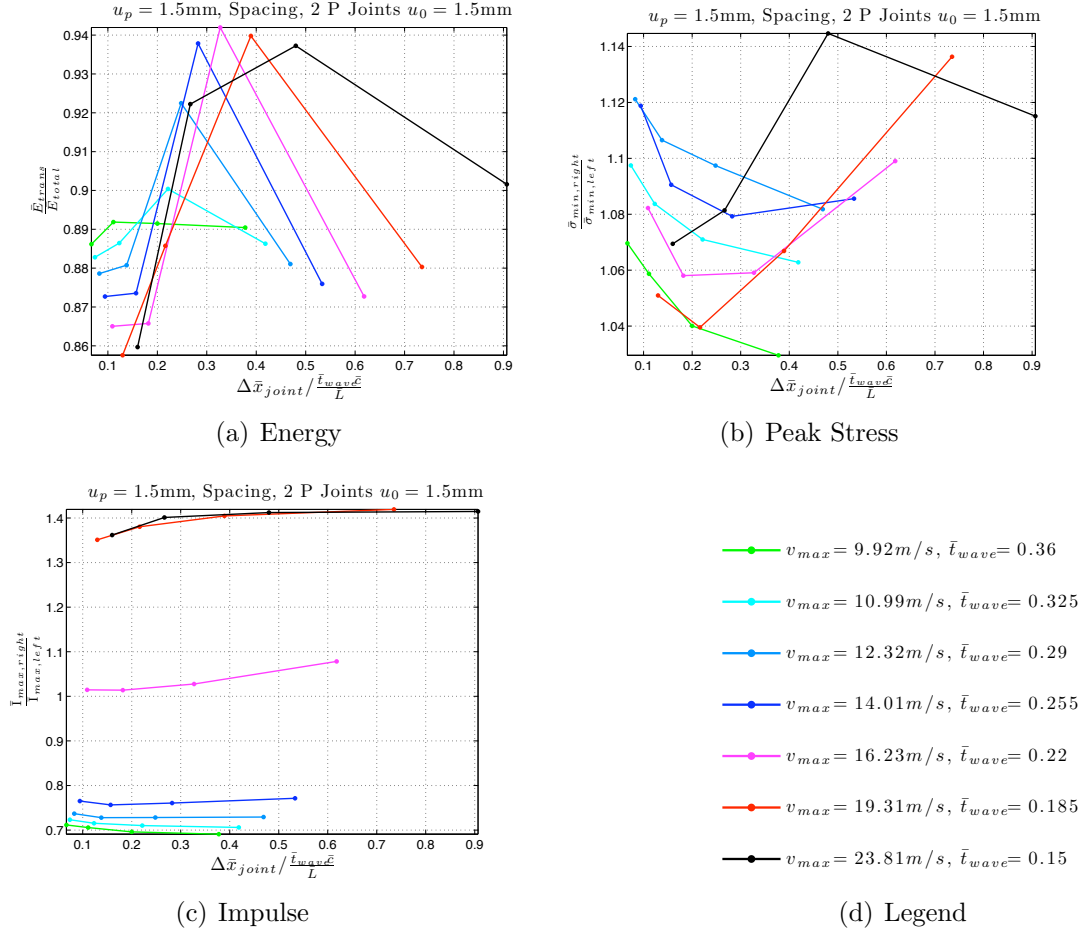 u_p = 1.5mm, Spacing, 2 P Joints u_0 = 1.5mm
0.94
0.93
0.92
0.91
0.9
0.89
0.88
0.87
0.86
Ē_trans / Ē_total
0.1 0.2 0.3 0.4 0.5 0.6 0.7 0.8 0.9
Δx̄_joint / (t̄_wave c̄ / L̄)
(a) Energy
u_p = 1.5mm, Spacing, 2 P Joints u_0 = 1.5mm
1.14
1.12
1.1
1.08
1.06
1.04
σ̄_min,right / σ̄_min,left
0.1 0.2 0.3 0.4 0.5 0.6 0.7 0.8 0.9
Δx̄_joint / (t̄_wave c̄ / L̄)
(b) Peak Stress
u_p = 1.5mm, Spacing, 2 P Joints u_0 = 1.5mm
1.4
1.3
1.2
1.1
1
0.9
0.8
0.7
Ī_max,right / Ī_max,left
0.1 0.2 0.3 0.4 0.5 0.6 0.7 0.8 0.9
Δx̄_joint / (t̄_wave c̄ / L̄)
(c) Impulse
v_max = 9.92m/s, t̄_wave = 0.36
v_max = 10.99m/s, t̄_wave = 0.325
v_max = 12.32m/s, t̄_wave = 0.29
v_max = 14.01m/s, t̄_wave = 0.255
v_max = 16.23m/s, t̄_wave = 0.22
v_max = 19.31m/s, t̄_wave = 0.185
v_max = 23.81m/s, t̄_wave = 0.15
(d) Legend